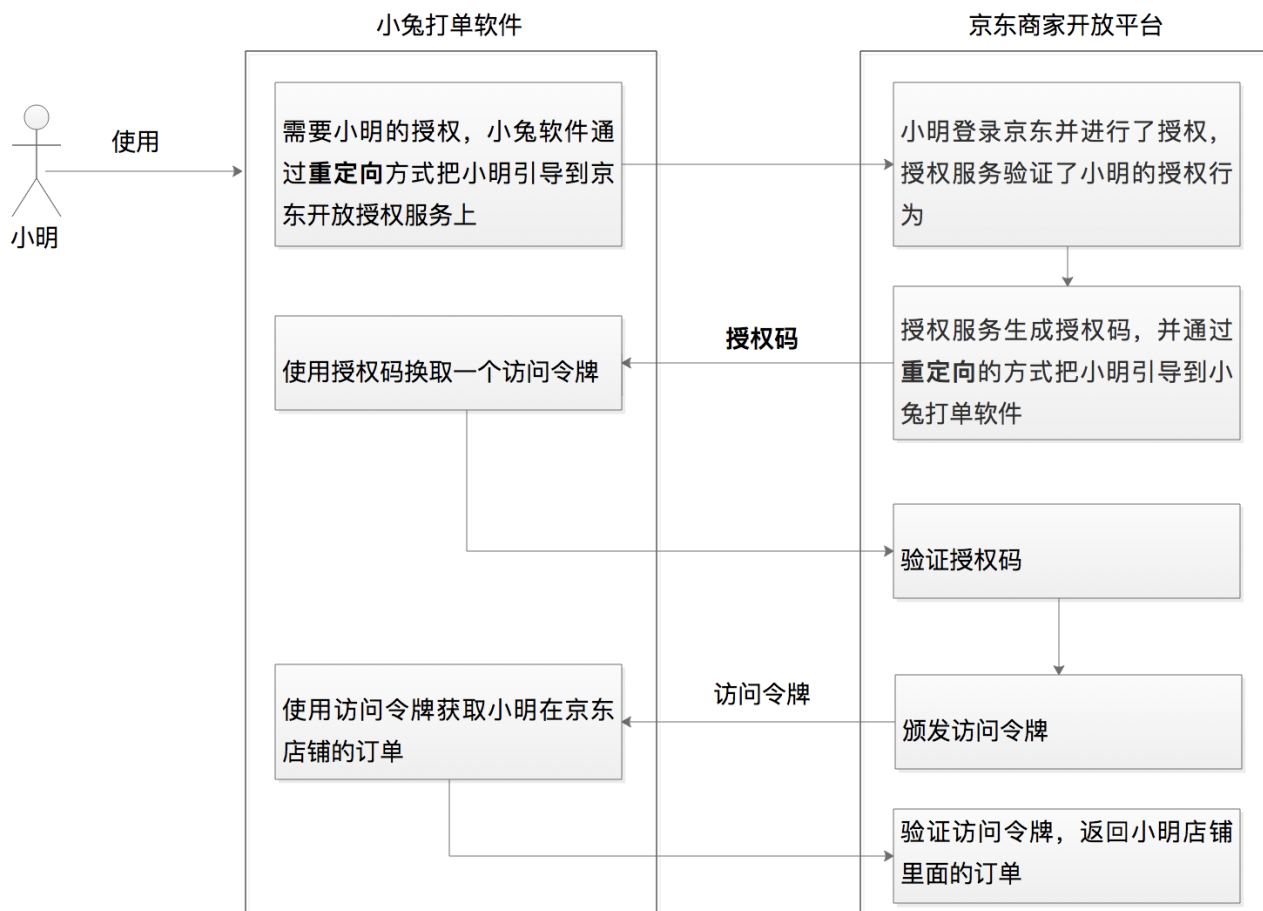 小兔打单软件
京东商家开放平台
使用
小明
需要小明的授权，小兔软件通
过重定向方式把小明引导到京
东开放授权服务上
小明登录京东并进行了授权，
授权服务验证了小明的授权行
为
授权服务生成授权码，并通过
重定向的方式把小明引导到小
兔打单软件
授权码
使用授权码换取一个访问令牌
验证授权码
颁发访问令牌
访问令牌
使用访问令牌获取小明在京东
店铺的订单
验证访问令牌，返回小明店铺
里面的订单